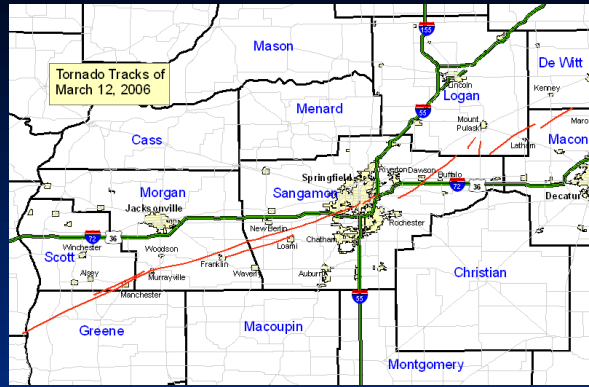 155
Mason
De Witt
Tornado Tracks of
March 12, 2006
Lincoln
Logan
Kenney
Menard
55
Mount
Pulaski
Maroa
Cass
Latham
Macon
Springfield
Riverton
Dawson
Buffalo
Morgan
Sangamon
72
36
Jacksonville
Decatur
New Berlin
Rochester
72
36
Chatham
Loami
Winchester
Woodson
Scott
Franklin
Christian
Alsey
Murrayville
Waverly
Auburn
Manchester
55
Greene
Macoupin
Montgomery